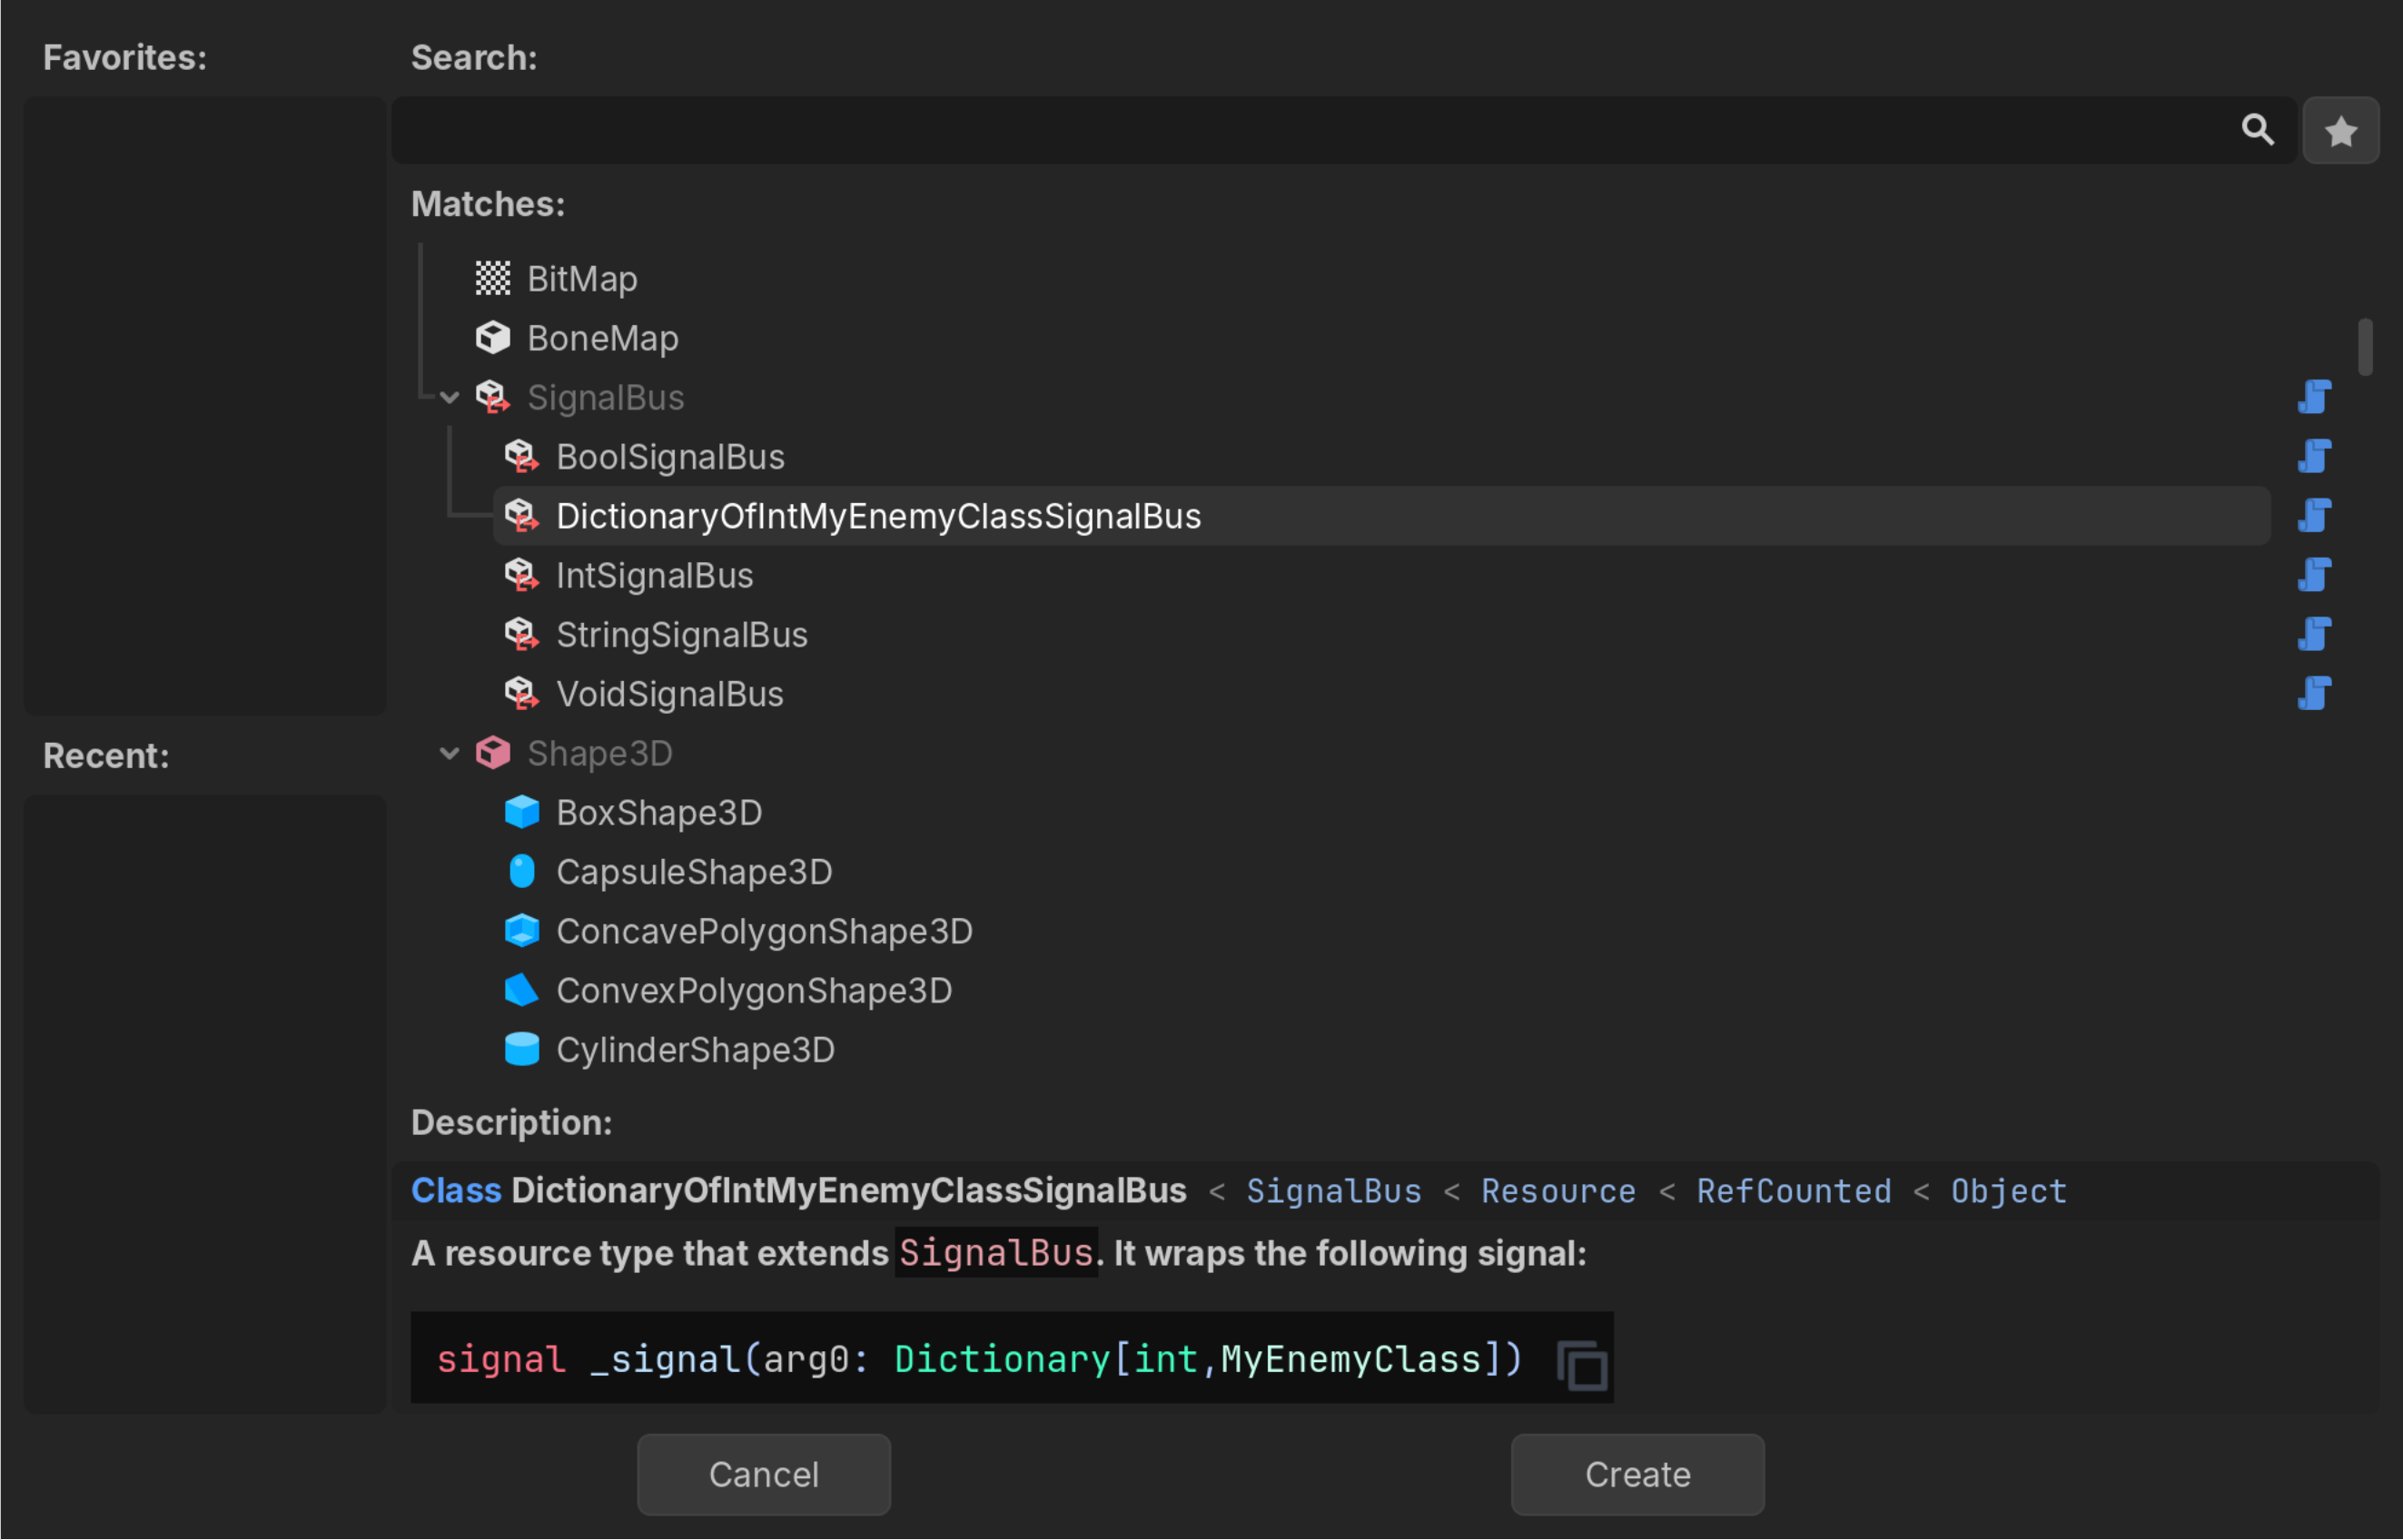 Favorites:
Search:
Matches:
BitMap
BoneMap
SignalBus
BoolSignalBus
DictionaryOfIntMyEnemyClassSignalBus
IntSignalBus
StringSignalBus
VoidSignalBus
Recent:
Shape3D
BoxShape3D
CapsuleShape3D
ConcavePolygonShape3D
ConvexPolygonShape3D
CylinderShape3D
Description:
Class DictionaryOfIntMyEnemyClassSignalBus < SignalBus < Resource < RefCounted < Object
A resource type that extends SignalBus. It wraps the following signal:
signal _signal(arg0: Dictionary[int,MyEnemyClass])
Cancel
Create